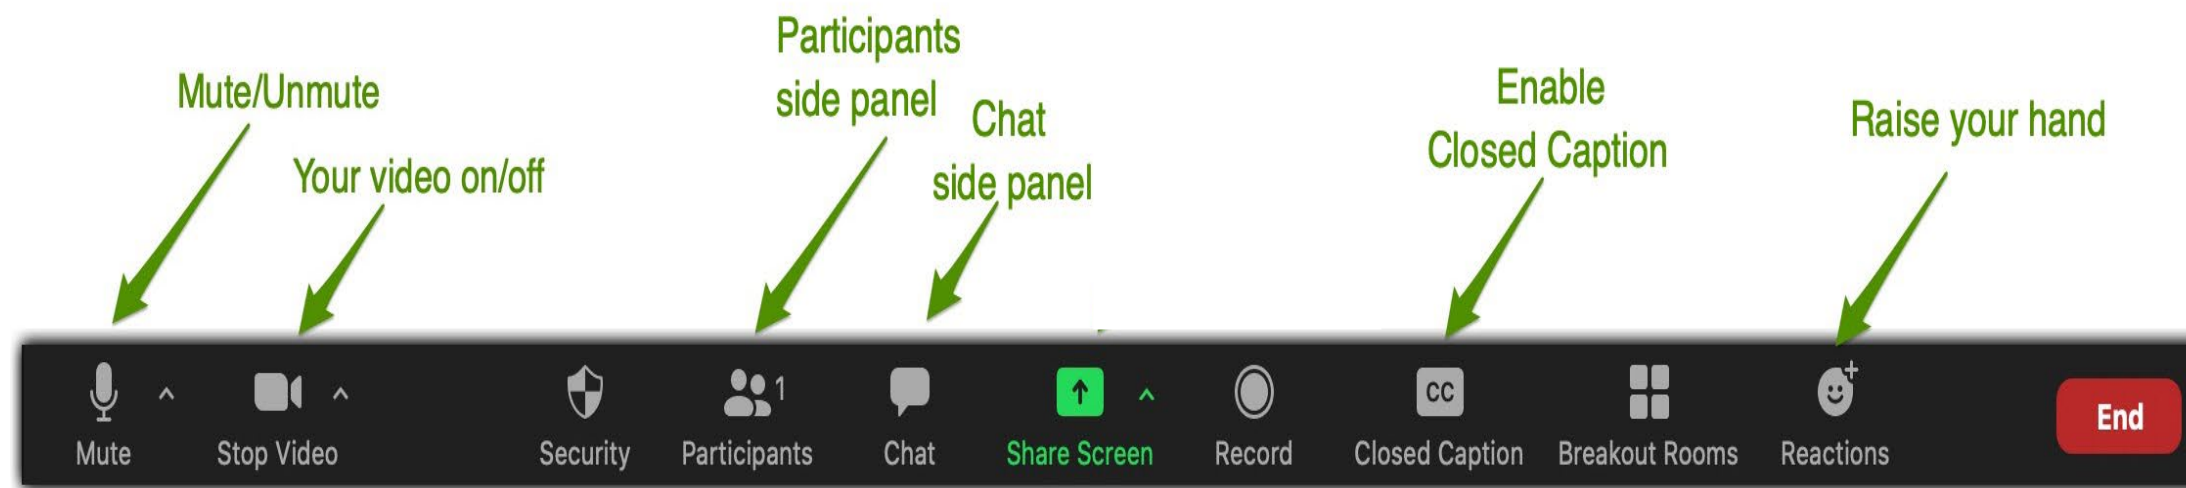 Mute/Unmute
Your video on/off
Participants
side panel
Chat
side panel
Enable
Closed Caption
Raise your hand
1
CC
Mute
Stop Video
Security
Participants
Chat
Share Screen
Record
Closed Caption
Breakout Rooms
Reactions
End